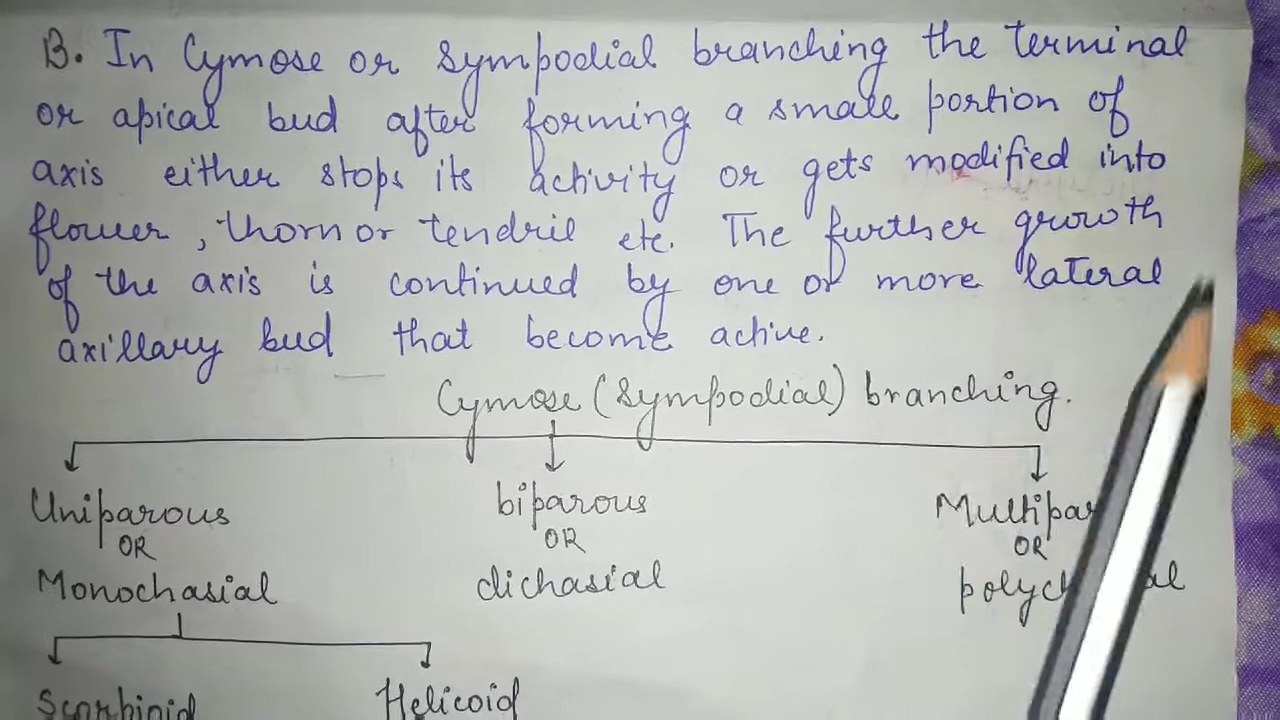 B. In Cymose or Sympodial branching the terminal
or apical bud after forming a small portion of
axis either stops its activity or gets modified into
flower, thorn or tendril etc. The further growth
of the axis is continued by one or more lateral
axillary bud that become active.
Cymose (Sympodial) branching.
Uniparous biparous
OR OR OR
Monochasial dichasial
Scorpioid Helicoid